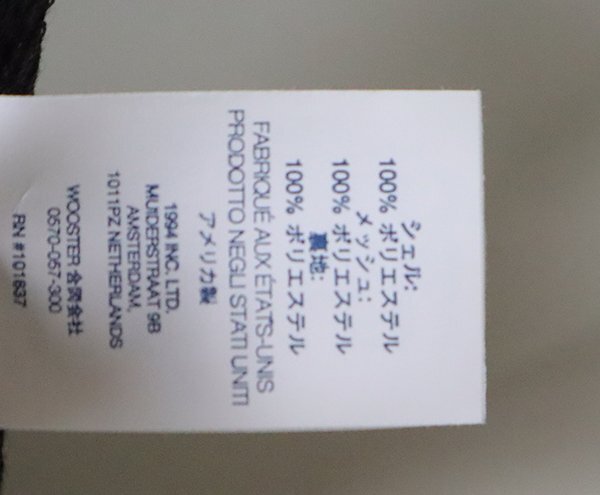 シェル:
100% ポリエステル
メッシュ:
100% ポリエステル
裏地:
100% ポリエステル
FABRIQUÉ AUX ÉTATS-UNIS
PRODOTTO NEGLI STATI UNITI
アメリカ製
1994 INC. LTD.
MUIDERSTRAAT 9B
AMSTERDAM,
1011PZ NETHERLANDS
WOOSTER 合同会社
0570-057-300
RN #101837